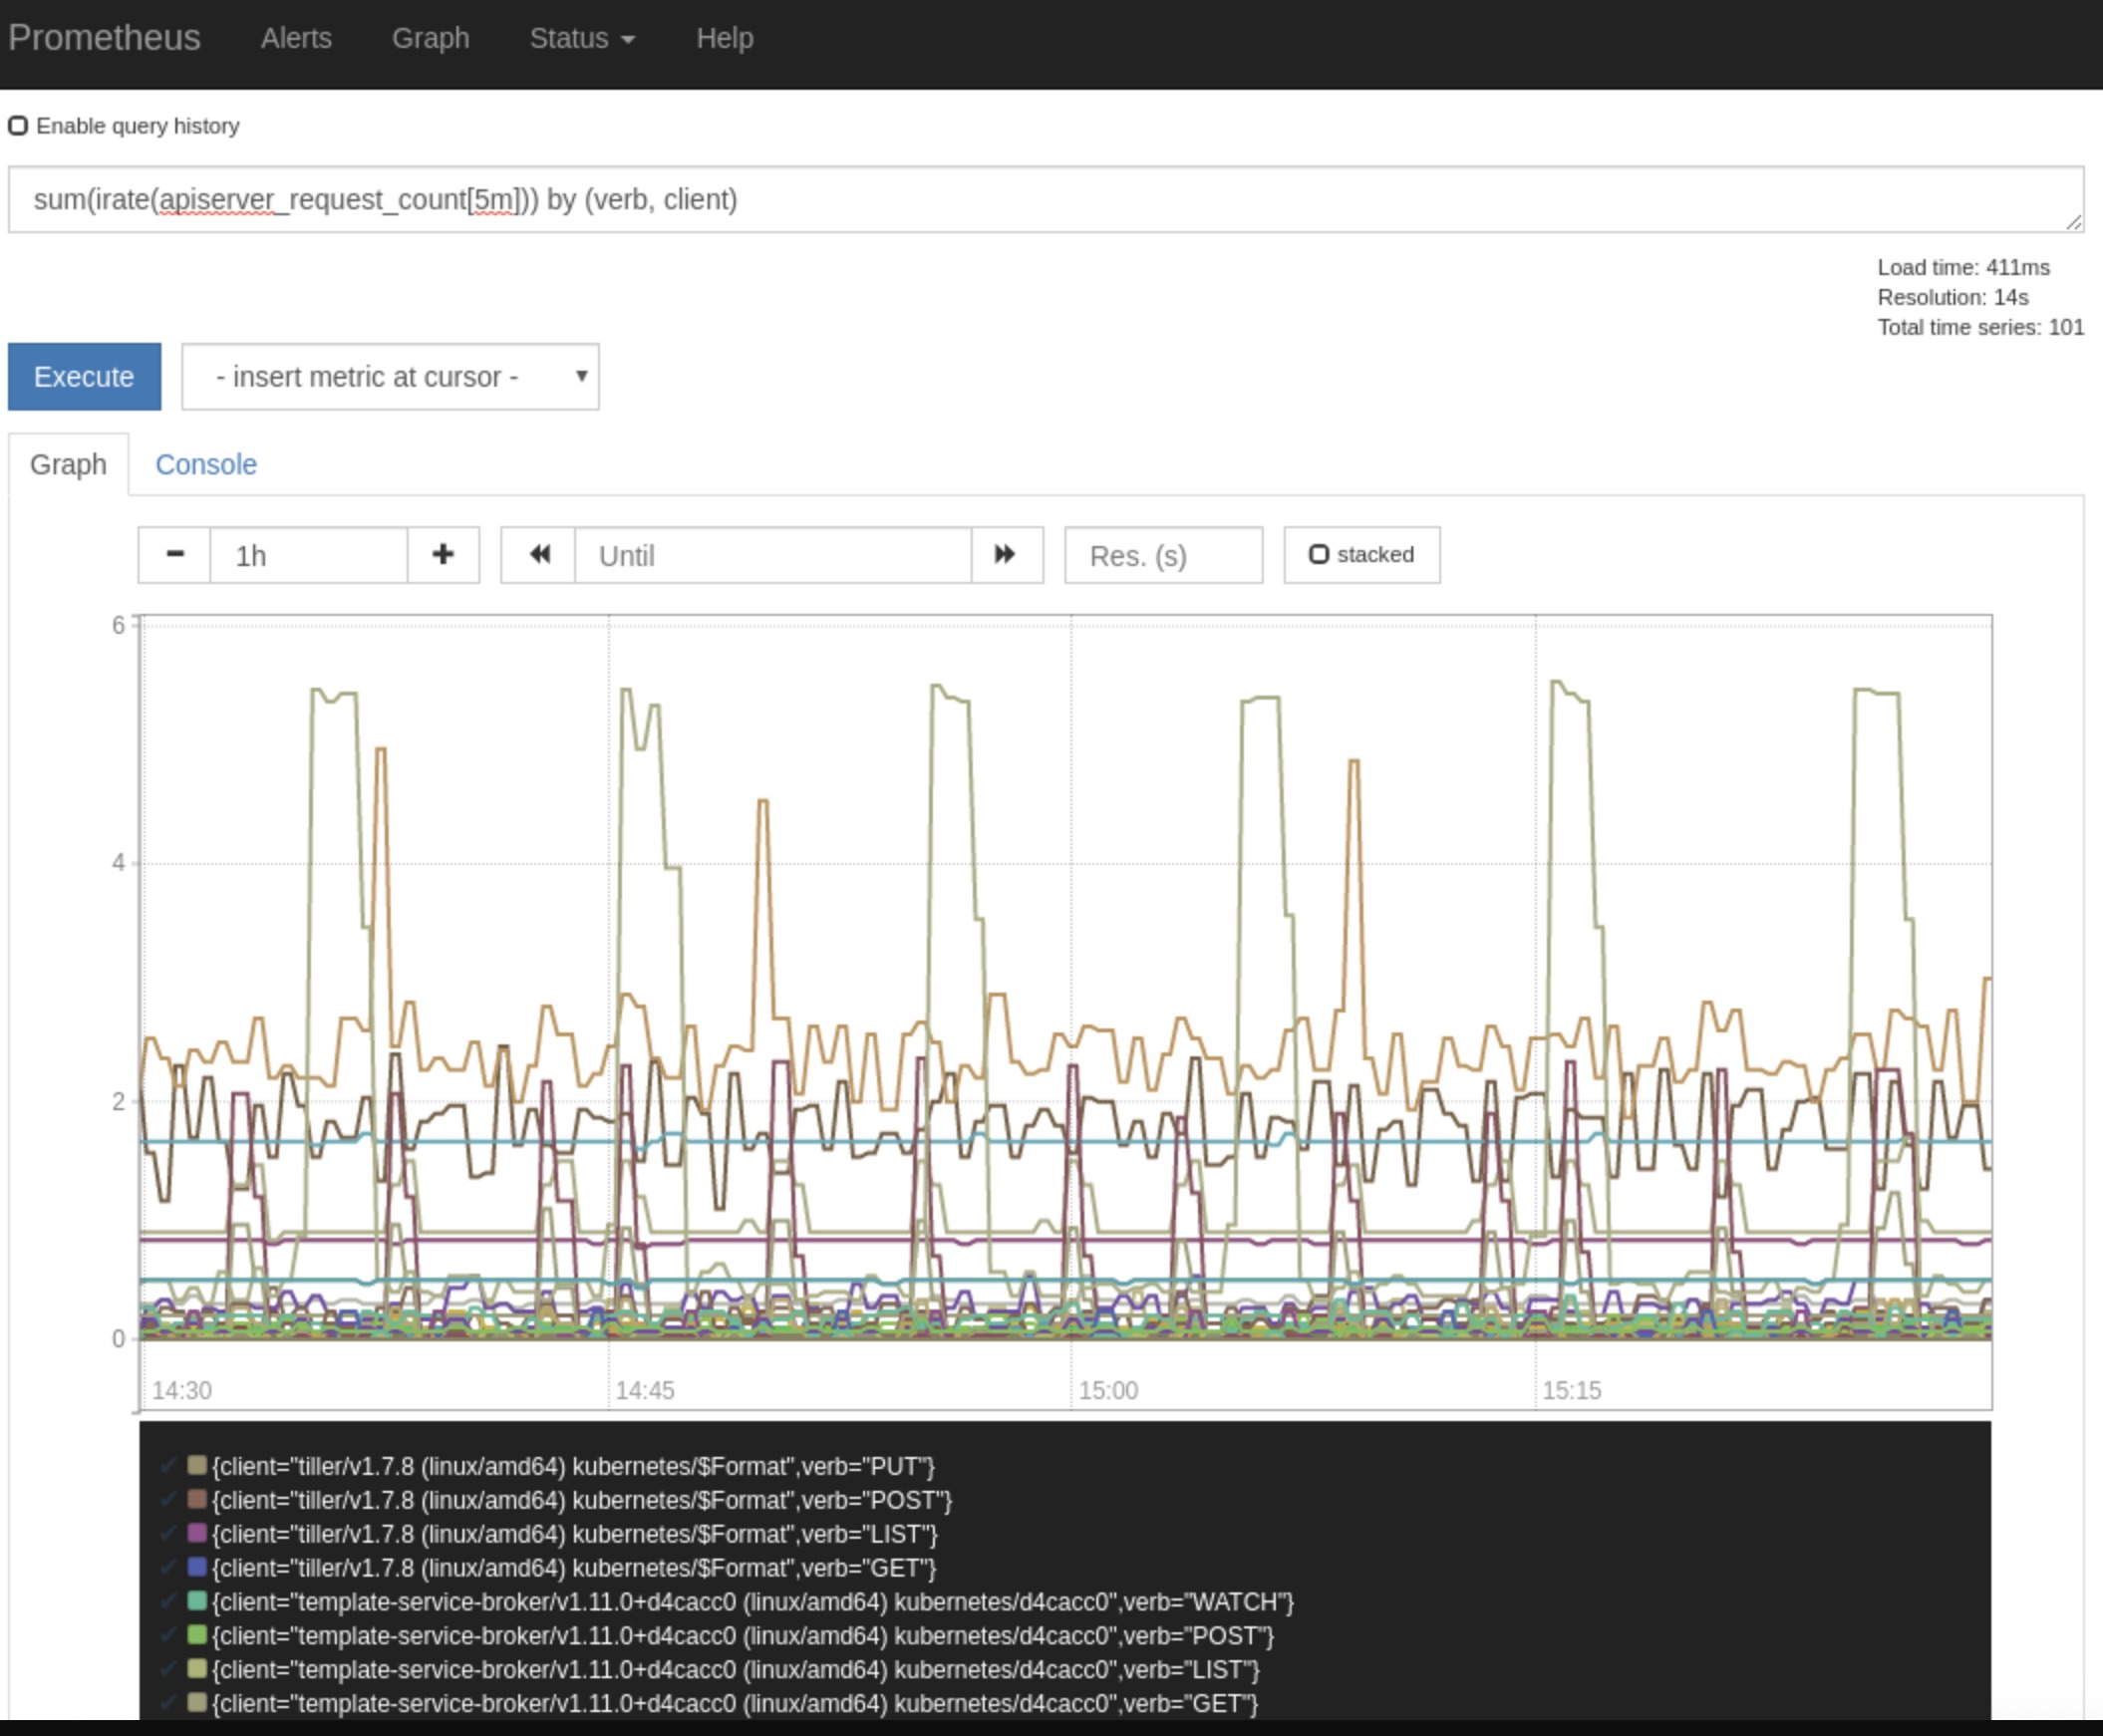 Prometheus Alerts Graph Status Help
Enable query history
sum(irate(apiserver_request_count[5m])) by (verb, client)
Load time: 411ms
Resolution: 14s
Total time series: 101
Execute - insert metric at cursor -
Graph Console
1h Until Res. (s) stacked
6
4
2
0
14:30 14:45 15:00 15:15
{client="tiller/v1.7.8 (linux/amd64) kubernetes/$Format",verb="PUT"}
{client="tiller/v1.7.8 (linux/amd64) kubernetes/$Format",verb="POST"}
{client="tiller/v1.7.8 (linux/amd64) kubernetes/$Format",verb="LIST"}
{client="tiller/v1.7.8 (linux/amd64) kubernetes/$Format",verb="GET"}
{client="template-service-broker/v1.11.0+d4cacc0 (linux/amd64) kubernetes/d4cacc0",verb="WATCH"}
{client="template-service-broker/v1.11.0+d4cacc0 (linux/amd64) kubernetes/d4cacc0",verb="POST"}
{client="template-service-broker/v1.11.0+d4cacc0 (linux/amd64) kubernetes/d4cacc0",verb="LIST"}
{client="template-service-broker/v1.11.0+d4cacc0 (linux/amd64) kubernetes/d4cacc0",verb="GET"}